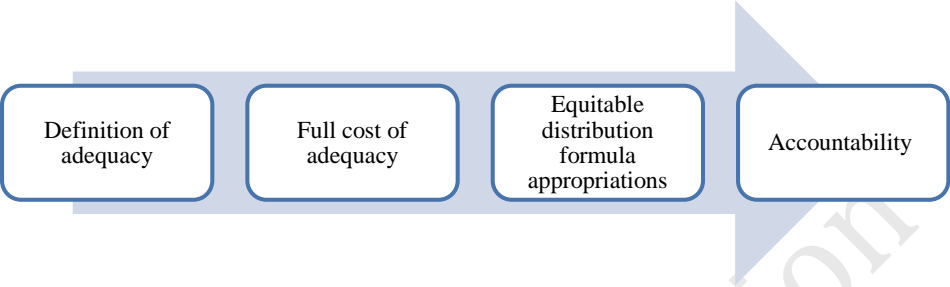 Definition of
adequacy
Full cost of
adequacy
Equitable
distribution
formula
appropriations
Accountability